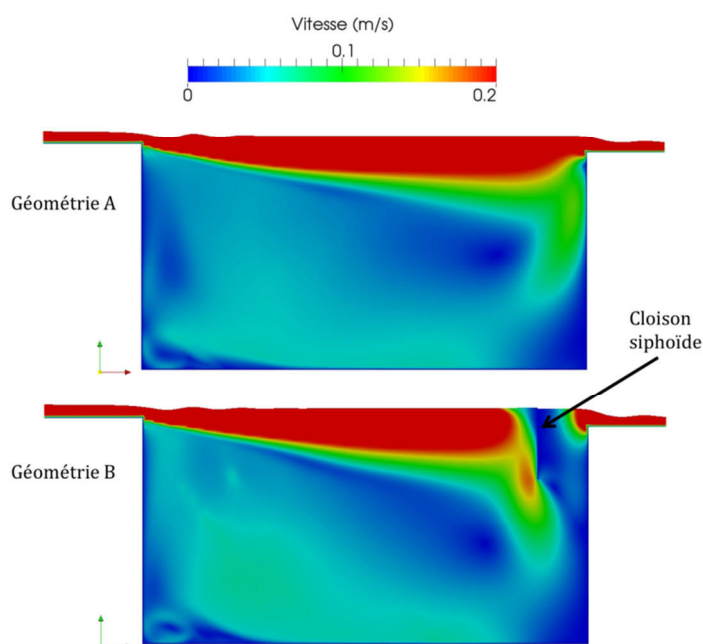 Vitesse (m/s)
0.1
0
0.2
Géométrie A
Cloison
siphoïde
Géométrie B